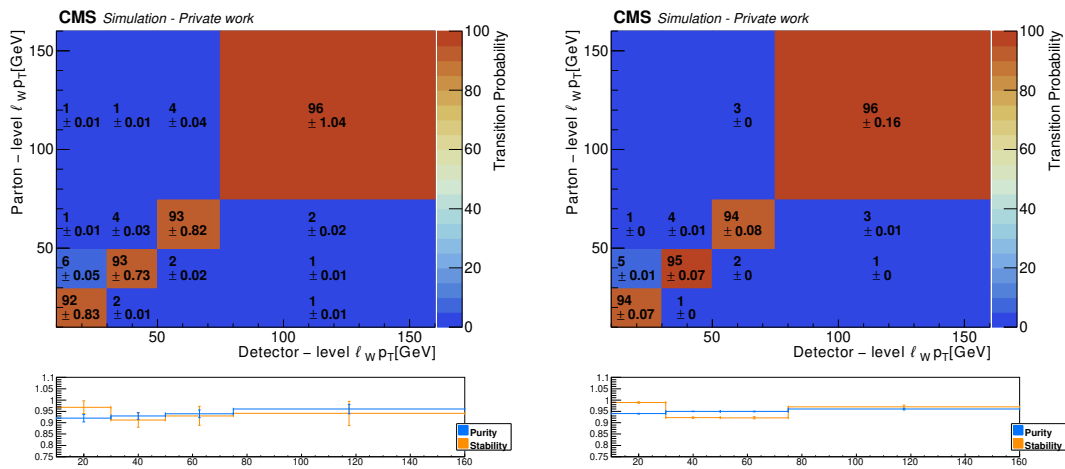 CMS Simulation - Private work
Parton – level ℓ W p T [GeV]
150
100
50
1 ± 0.01
1 ± 0.01
4 ± 0.04
96 ± 1.04
1 ± 0.01
4 ± 0.03
93 ± 0.82
2 ± 0.02
6 ± 0.05
93 ± 0.73
2 ± 0.02
1 ± 0.01
92 ± 0.83
2 ± 0.01
1 ± 0.01
50 100 150
Detector – level ℓ W p T [GeV]
100
80
60
40
20
0
Transition Probability
1.1
1.05
1
0.95
0.9
0.85
0.8
0.75
Purity
Stability
20 40 60 80 100 120 140 160
CMS Simulation - Private work
Parton – level ℓ W p T [GeV]
150
100
50
3 ± 0
96 ± 0.16
1 ± 0
4 ± 0.01
94 ± 0.08
3 ± 0.01
5 ± 0.01
95 ± 0.07
2 ± 0
1 ± 0
94 ± 0.07
1 ± 0
50 100 150
Detector – level ℓ W p T [GeV]
100
80
60
40
20
0
Transition Probability
1.1
1.05
1
0.95
0.9
0.85
0.8
0.75
Purity
Stability
20 40 60 80 100 120 140 160